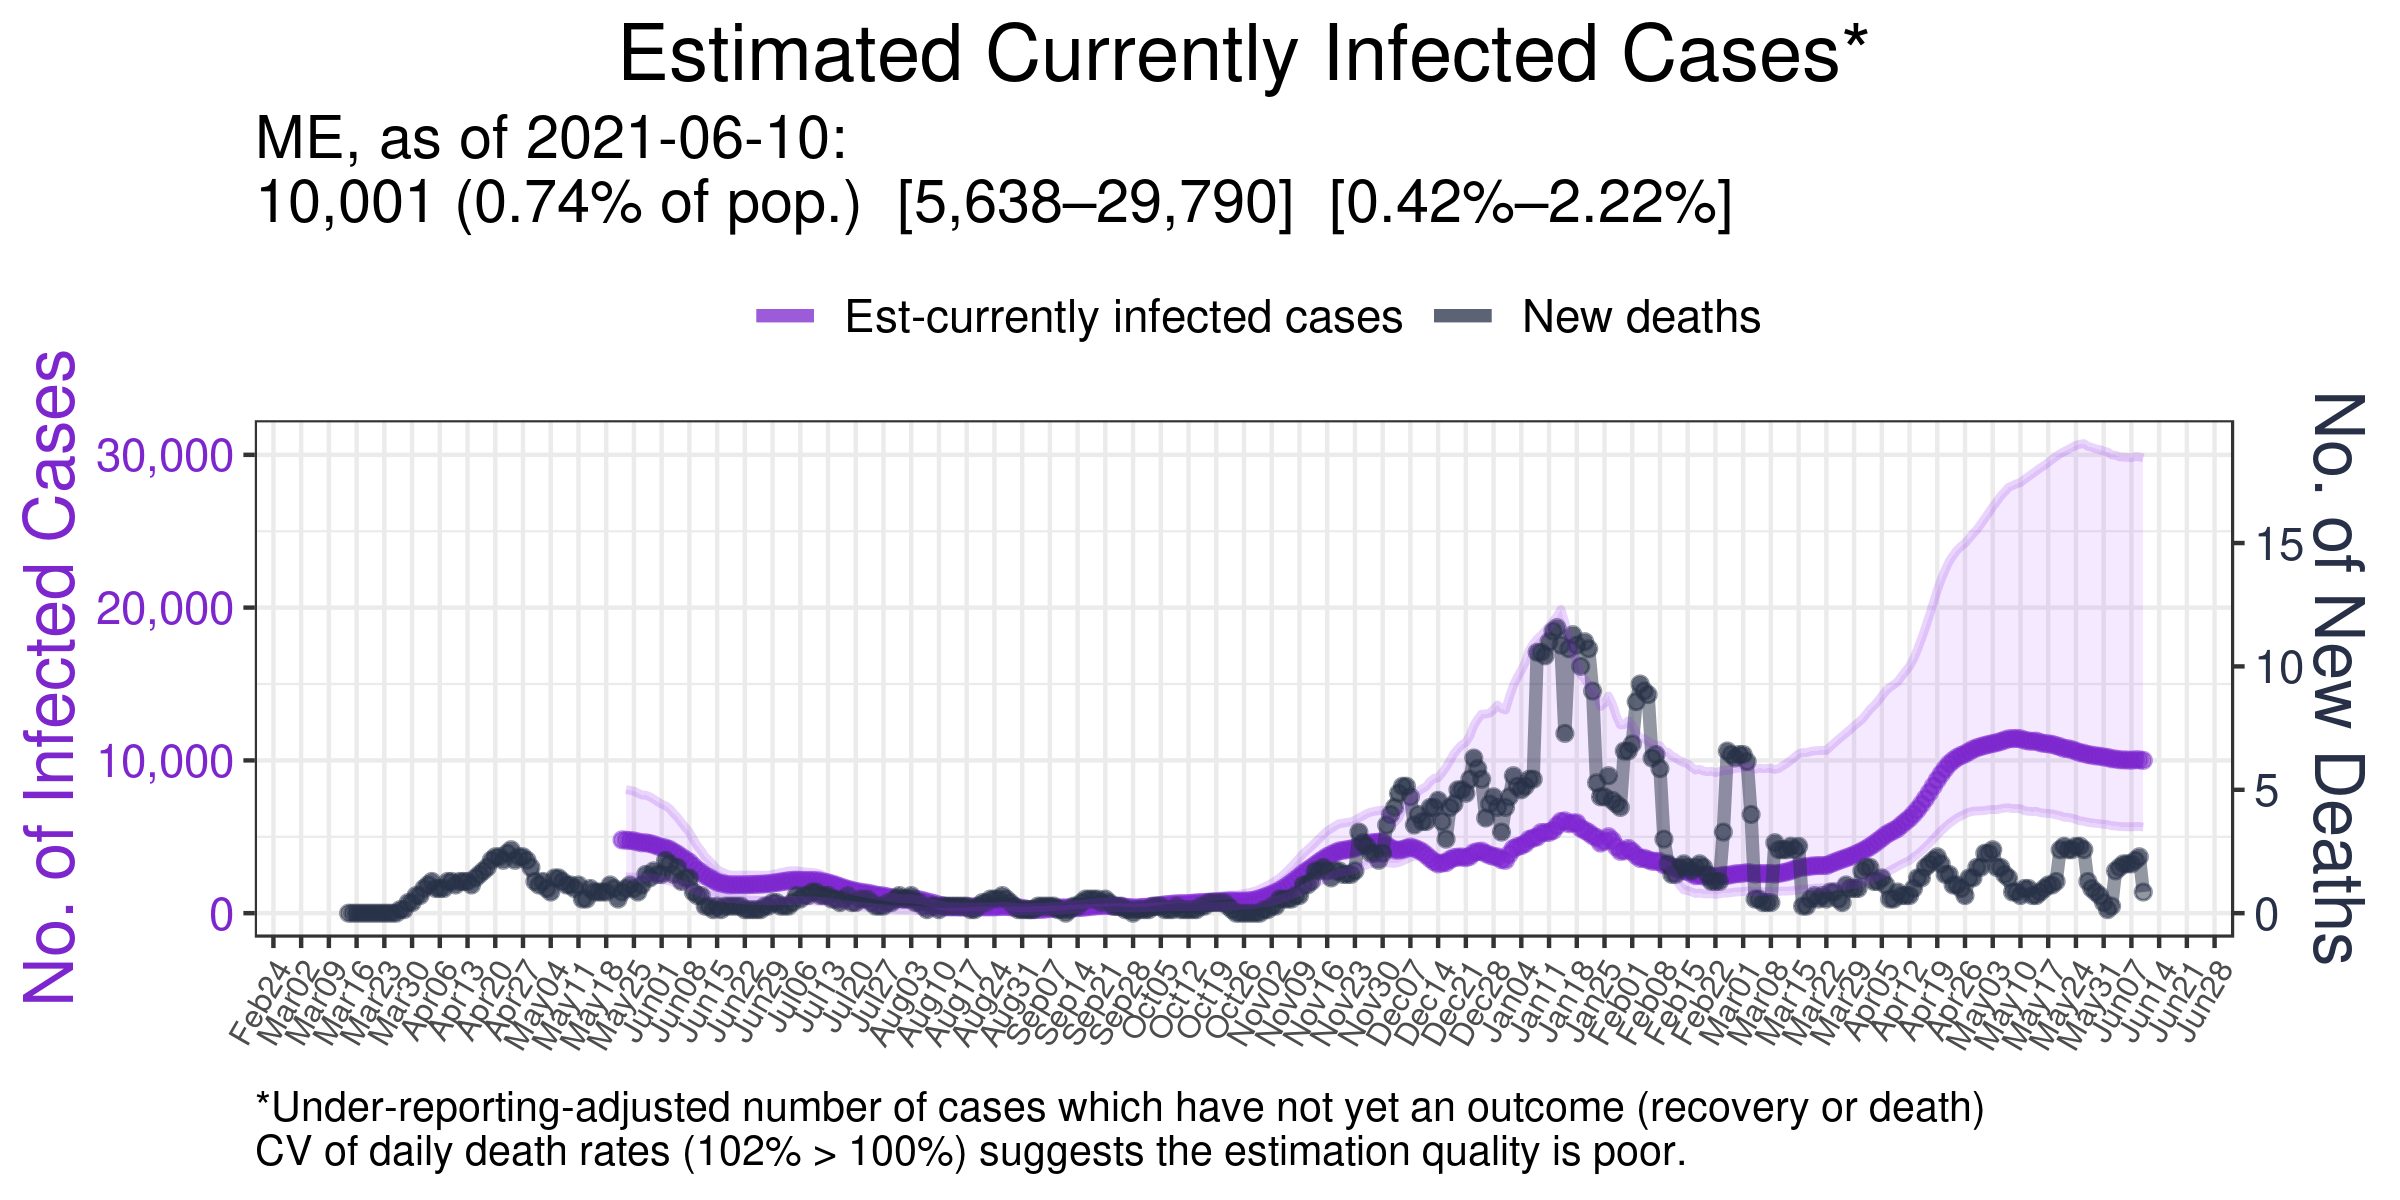 Estimated Currently Infected Cases*
ME, as of 2021-06-10:
10,001 (0.74% of pop.) [5,638–29,790] [0.42%–2.22%]
Est-currently infected cases New deaths
No. of Infected Cases
30,000
20,000
10,000
0
No. of New Deaths
15
10
5
0
Feb24 Mar02 Mar09 Mar16 Mar23 Mar30 Apr06 Apr13 Apr20 Apr27 May04 May11 May18 May25 Jun01 Jun08 Jun15 Jun22 Jun29 Jul06 Jul13 Jul20 Jul27 Aug03 Aug10 Aug17 Aug24 Aug31 Sep07 Sep14 Sep21 Sep28 Oct05 Oct12 Oct19 Oct26 Nov02 Nov09 Nov16 Nov23 Nov30 Dec07 Dec14 Dec21 Dec28 Jan04 Jan11 Jan18 Jan25 Feb01 Feb08 Feb15 Feb22 Mar01 Mar08 Mar15 Mar22 Mar29 Apr05 Apr12 Apr19 Apr26 May03 May10 May17 May24 May31 Jun07 Jun14 Jun21 Jun28
*Under-reporting-adjusted number of cases which have not yet an outcome (recovery or death)
CV of daily death rates (102% > 100%) suggests the estimation quality is poor.